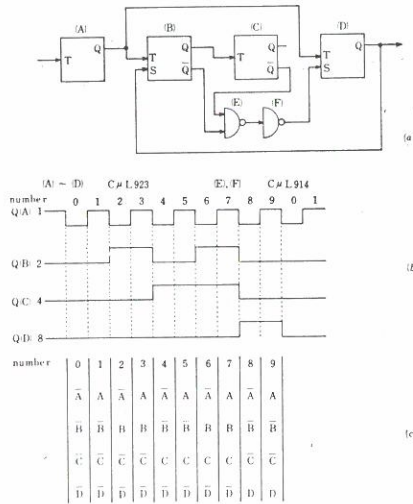 (A) (B) (C) (D)
Q Q Q Q
T T T T
S Q̅ Q̅ S
(E) (F)
(a
(A) ~ (D) CμL 923 (E), (F) CμL 914
number 0 1 2 3 4 5 6 7 8 9 0 1
Q(A) 1
Q(B) 2
(b
Q(C) 4
Q(D) 8
number 0 1 2 3 4 5 6 7 8 9
A̅ A A̅ A A̅ A A̅ A A̅ A
B̅ B̅ B B B̅ B̅ B B B̅ B̅
(c
C̅ C̅ C̅ C̅ C C C C C̅ C̅
D̅ D̅ D̅ D̅ D̅ D̅ D̅ D̅ D D